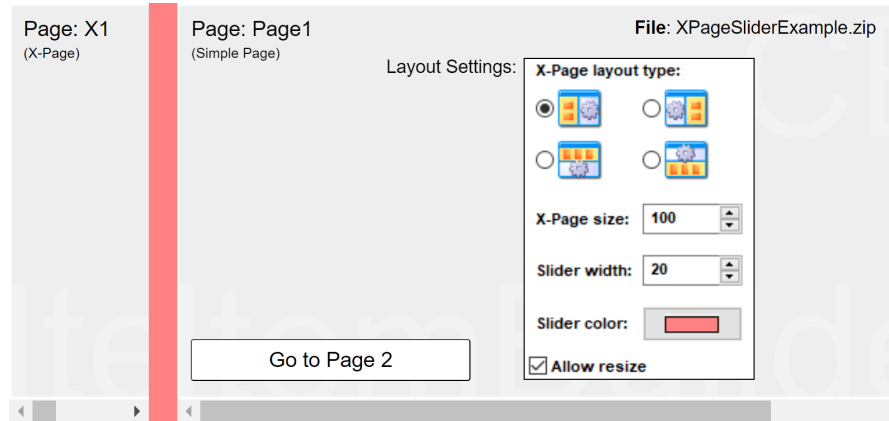 Page: X1
(X-Page)
Page: Page1
(Simple Page)
File: XPageSliderExample.zip
Layout Settings:
X-Page layout type:
X-Page size: 100
Slider width: 20
Slider color:
Allow resize
Go to Page 2